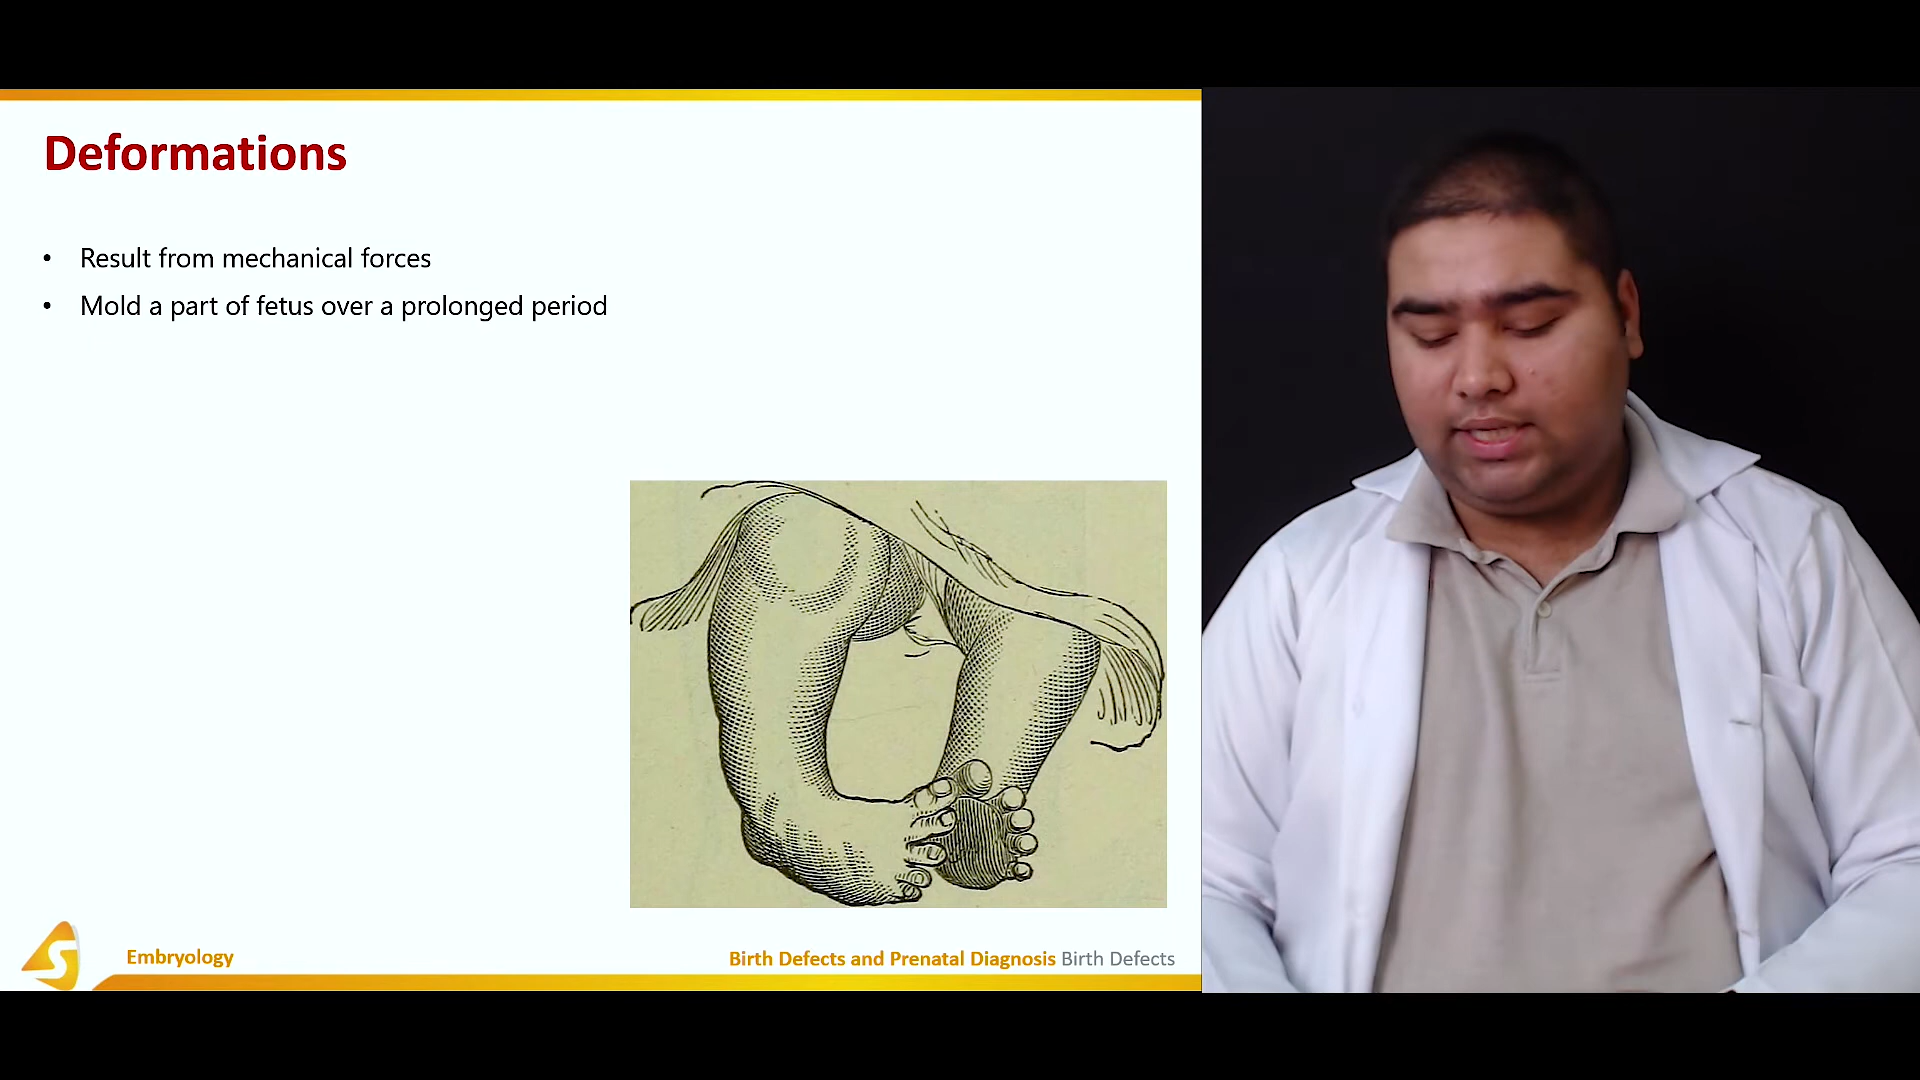 Deformations
• Result from mechanical forces
• Mold a part of fetus over a prolonged period
Embryology
Birth Defects and Prenatal Diagnosis Birth Defects